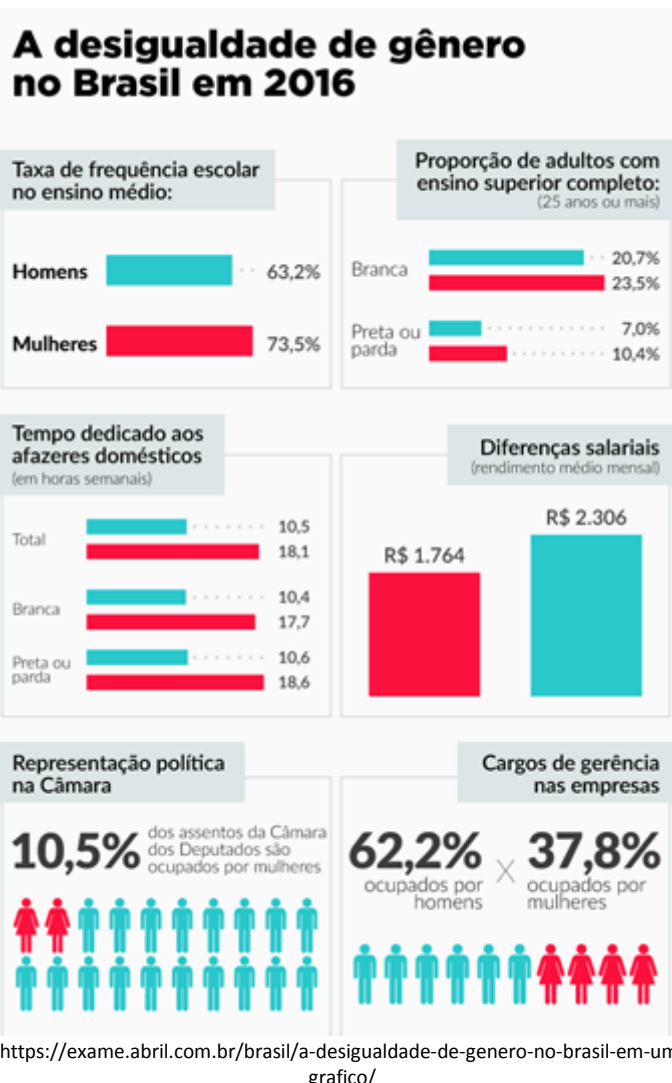 A desigualdade de gênero
no Brasil em 2016
Taxa de frequência escolar
no ensino médio:
Homens 63,2%
Mulheres 73,5%
Proporção de adultos com
ensino superior completo:
(25 anos ou mais)
Branca
20,7%
23,5%
Preta ou
parda
7,0%
10,4%
Tempo dedicado aos
afazeres domésticos
(em horas semanais)
Total
10,5
18,1
Branca
10,4
17,7
Preta ou
parda
10,6
18,6
Diferenças salariais
(rendimento médio mensal)
R$ 1.764
R$ 2.306
Representação política
na Câmara
10,5%
dos assentos da Câmara
dos Deputados são
ocupados por mulheres
Cargos de gerência
nas empresas
62,2%
ocupados por
homens
X
37,8%
ocupados por
mulheres
https://exame.abril.com.br/brasil/a-desigualdade-de-genero-no-brasil-em-um
grafico/